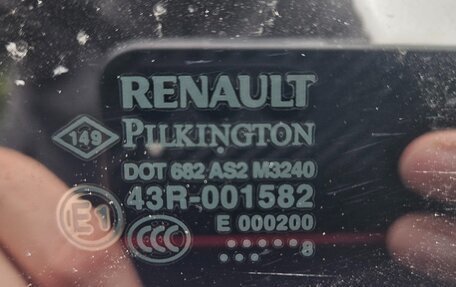 RENAULT
149 PILKINGTON
DOT 682 AS2 M3240
43R-001582
E1 E 000200
CCC 8